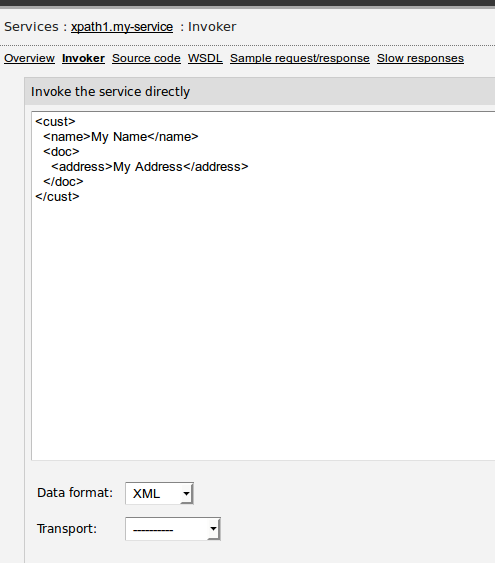 Services : xpath1.my-service : Invoker
Overview Invoker Source code WSDL Sample request/response Slow responses
Invoke the service directly
<cust>
  <name>My Name</name>
  <doc>
    <address>My Address</address>
  </doc>
</cust>
Data format: XML
Transport: ----------